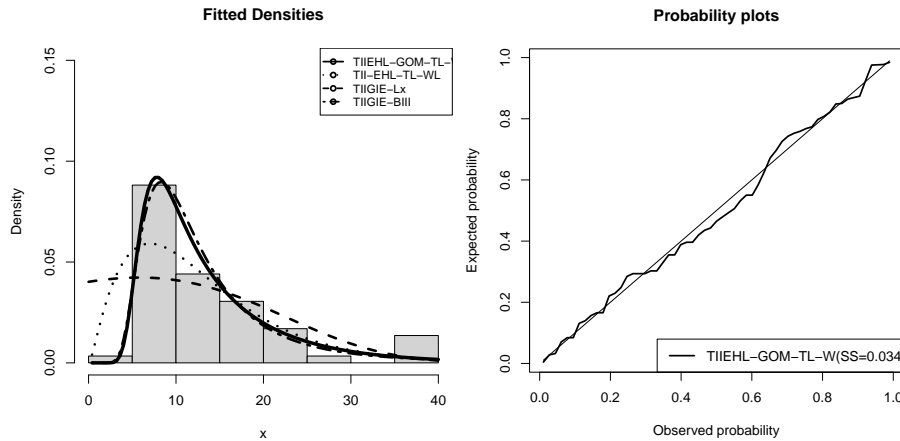 Fitted Densities
TIIEHL−GOM−TL−
TII−EHL−TL−WL
TIIGIE−Lx
TIIGIE−BIII
Density
0.15
0.10
0.05
0.00
0 10 20 30 40
x
Probability plots
Expected probability
1.0
0.8
0.6
0.4
0.2
0.0
TIIEHL−GOM−TL−W(SS=0.034
0.0 0.2 0.4 0.6 0.8 1.0
Observed probability